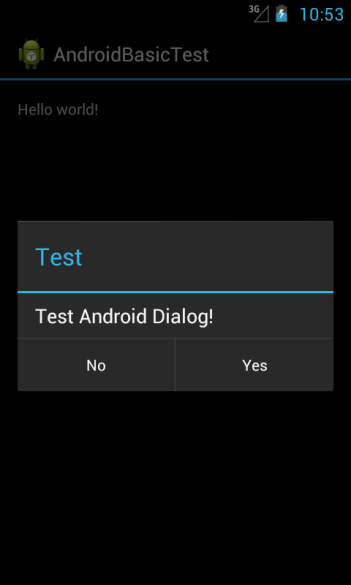 3G 10:53
AndroidBasicTest
Hello world!
Test
Test Android Dialog!
No Yes